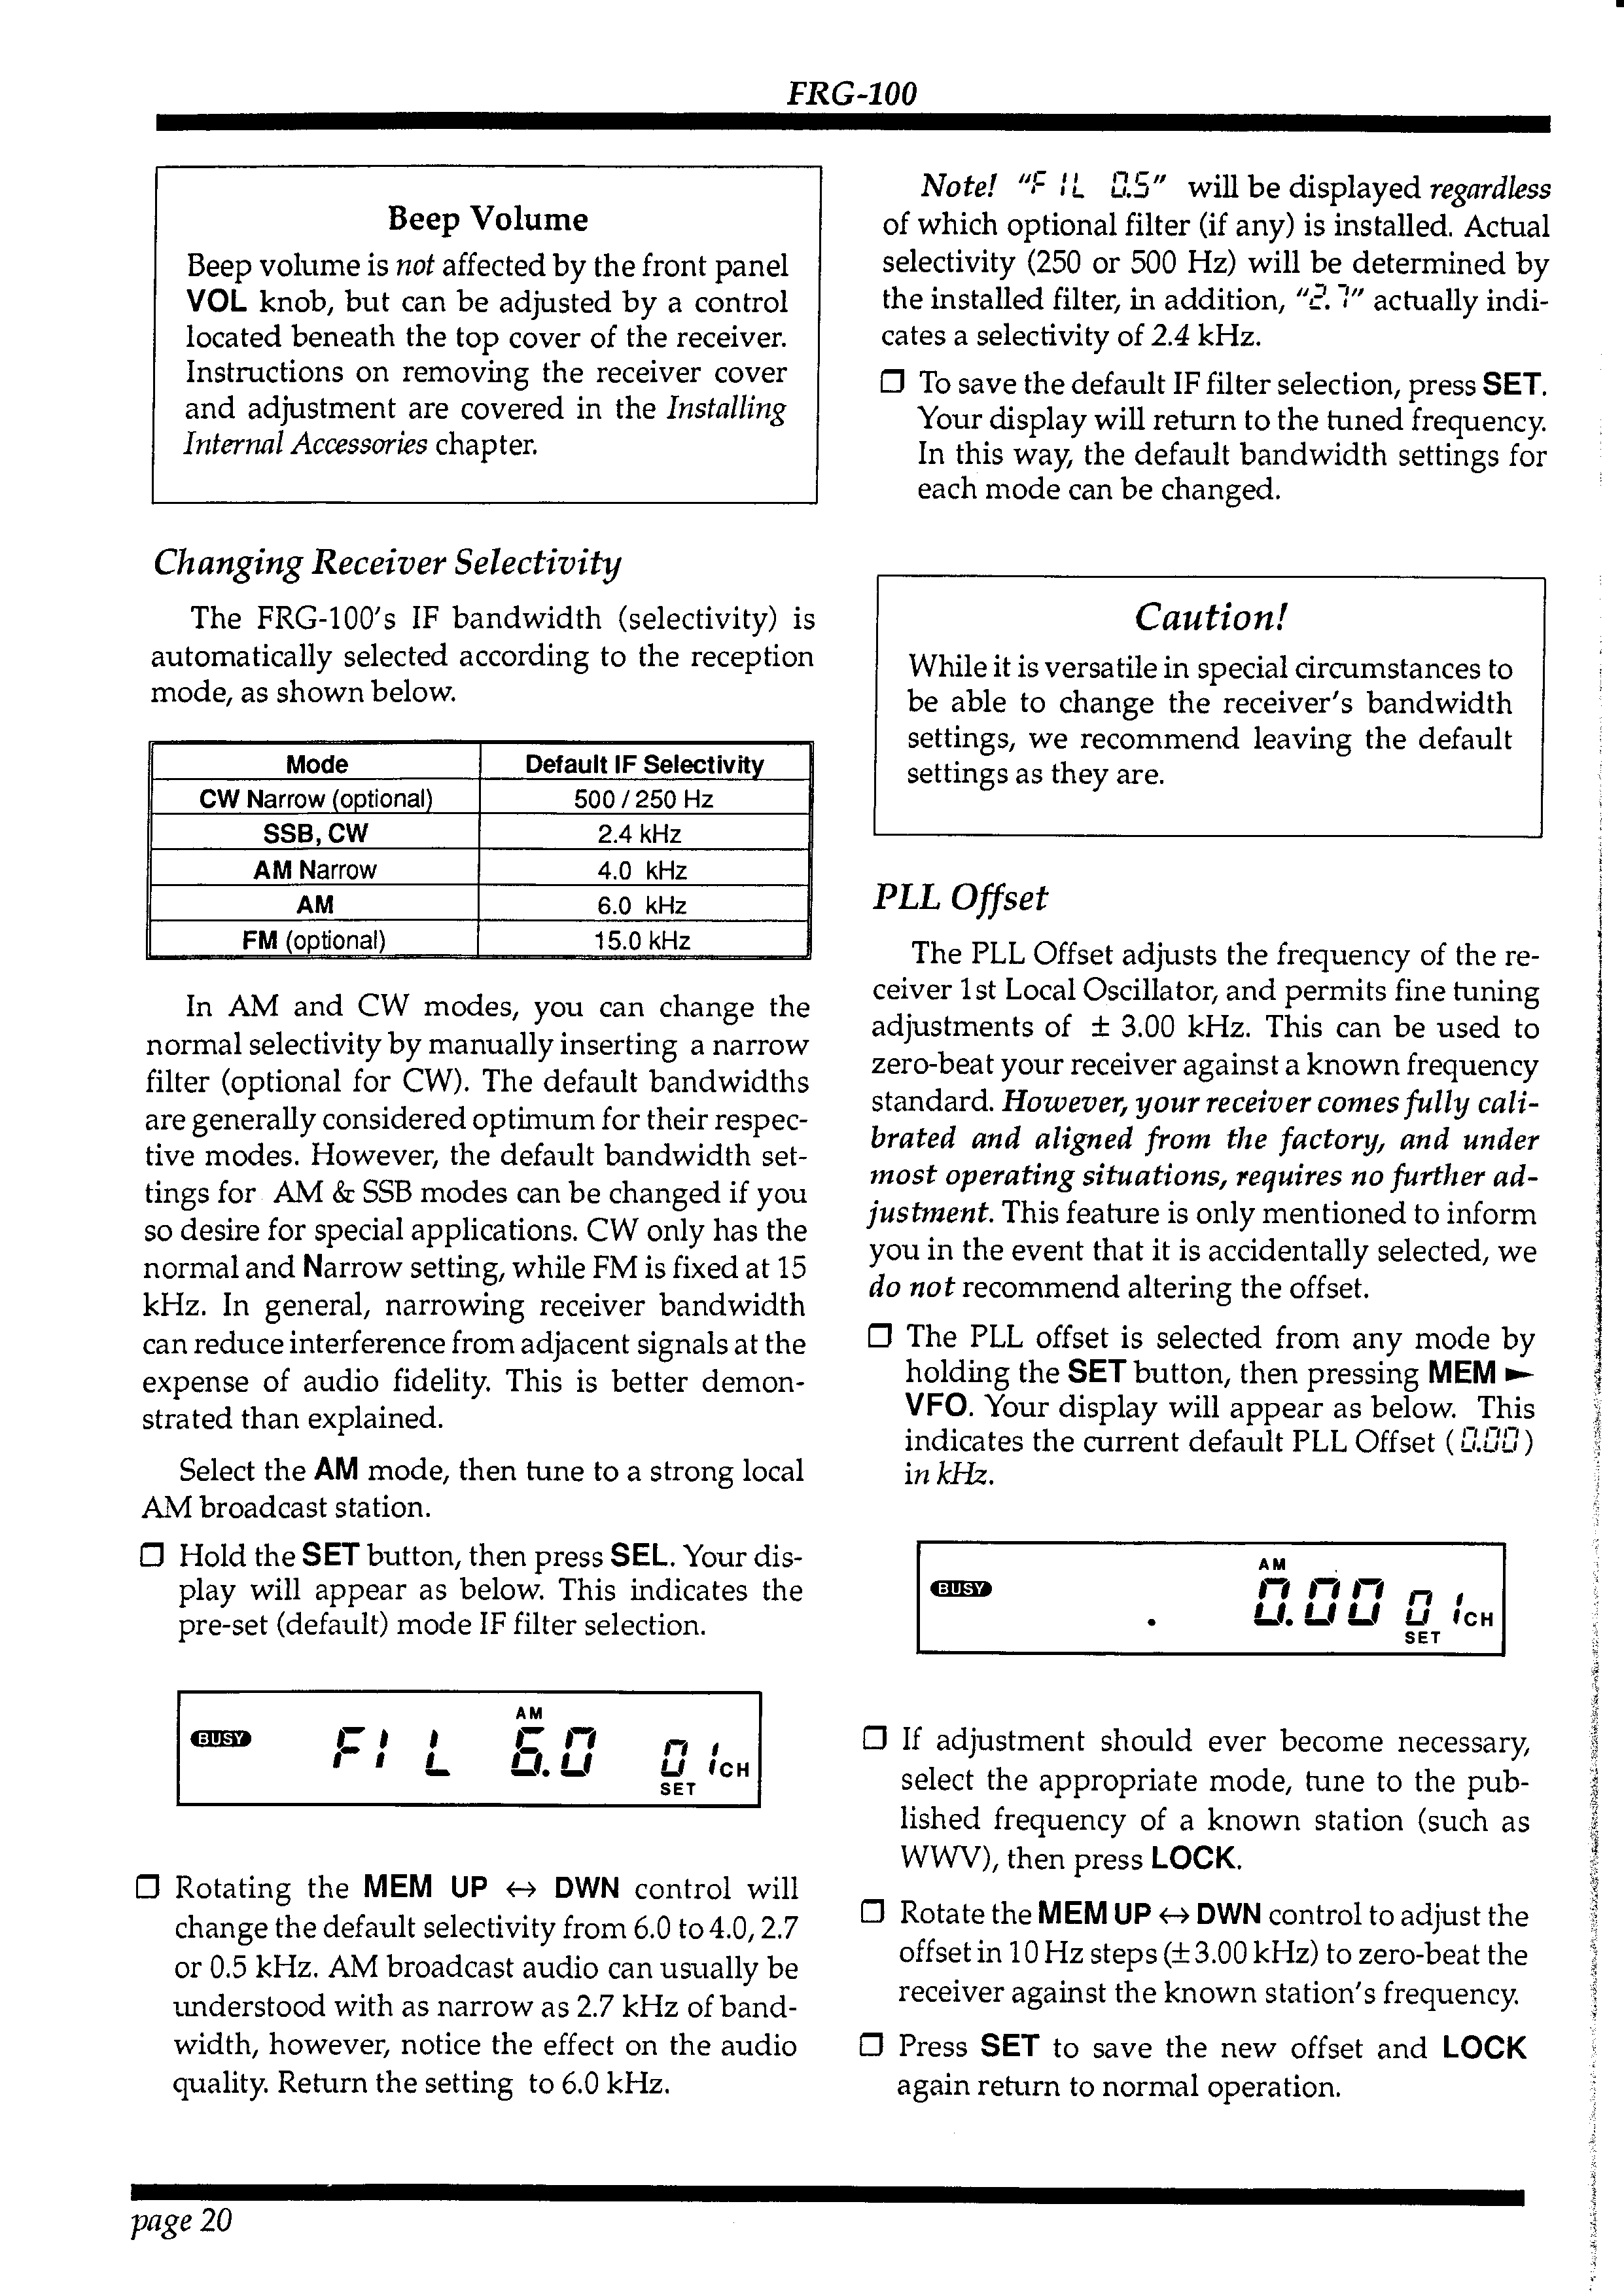 FRG-100
Beep Volume
Beep volume is not affected by the front panel
VOL knob, but can be adjusted by a control
located beneath the top cover of the receiver.
Instructions on removing the receiver cover
and adjustment are covered in the Installing
Internal Accessories chapter.
Changing Receiver Selectivity
The FRG-100's IF bandwidth (selectivity) is
automatically selected according to the reception
mode, as shown below.
Mode Default IF Selectivity
CW Narrow (optional) 500 / 250 Hz
SSB, CW 2.4 kHz
AM Narrow 4.0 kHz
AM 6.0 kHz
FM (optional) 15.0 kHz
In AM and CW modes, you can change the
normal selectivity by manually inserting a narrow
filter (optional for CW). The default bandwidths
are generally considered optimum for their respec-
tive modes. However, the default bandwidth set-
tings for AM & SSB modes can be changed if you
so desire for special applications. CW only has the
normal and Narrow setting, while FM is fixed at 15
kHz. In general, narrowing receiver bandwidth
can reduce interference from adjacent signals at the
expense of audio fidelity. This is better demon-
strated than explained.
Select the AM mode, then tune to a strong local
AM broadcast station.
❒ Hold the SET button, then press SEL. Your dis-
play will appear as below. This indicates the
pre-set (default) mode IF filter selection.
AM
BUSY FIL 6.0 01CH
SET
❒ Rotating the MEM UP ↔ DWN control will
change the default selectivity from 6.0 to 4.0, 2.7
or 0.5 kHz. AM broadcast audio can usually be
understood with as narrow as 2.7 kHz of band-
width, however, notice the effect on the audio
quality. Return the setting to 6.0 kHz.
Note! "FIL 0.5" will be displayed regardless
of which optional filter (if any) is installed. Actual
selectivity (250 or 500 Hz) will be determined by
the installed filter, in addition, "2.7" actually indi-
cates a selectivity of 2.4 kHz.
❒ To save the default IF filter selection, press SET.
Your display will return to the tuned frequency.
In this way, the default bandwidth settings for
each mode can be changed.
Caution!
While it is versatile in special circumstances to
be able to change the receiver's bandwidth
settings, we recommend leaving the default
settings as they are.
PLL Offset
The PLL Offset adjusts the frequency of the re-
ceiver 1st Local Oscillator, and permits fine tuning
adjustments of ± 3.00 kHz. This can be used to
zero-beat your receiver against a known frequency
standard. However, your receiver comes fully cali-
brated and aligned from the factory, and under
most operating situations, requires no further ad-
justment. This feature is only mentioned to inform
you in the event that it is accidentally selected, we
do not recommend altering the offset.
❒ The PLL offset is selected from any mode by
holding the SET button, then pressing MEM ►
VFO. Your display will appear as below. This
indicates the current default PLL Offset (0.00)
in kHz.
AM
BUSY . 0.00 01CH
SET
❒ If adjustment should ever become necessary,
select the appropriate mode, tune to the pub-
lished frequency of a known station (such as
WWV), then press LOCK.
❒ Rotate the MEM UP ↔ DWN control to adjust the
offset in 10 Hz steps (±3.00 kHz) to zero-beat the
receiver against the known station's frequency.
❒ Press SET to save the new offset and LOCK
again return to normal operation.
page 20